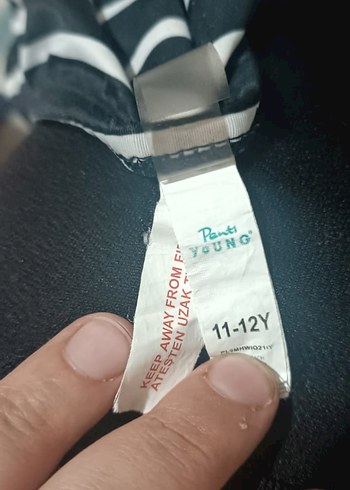 Penti
YOUNG
11-12Y
KEEP AWAY FROM
ATEŞTEN UZAK